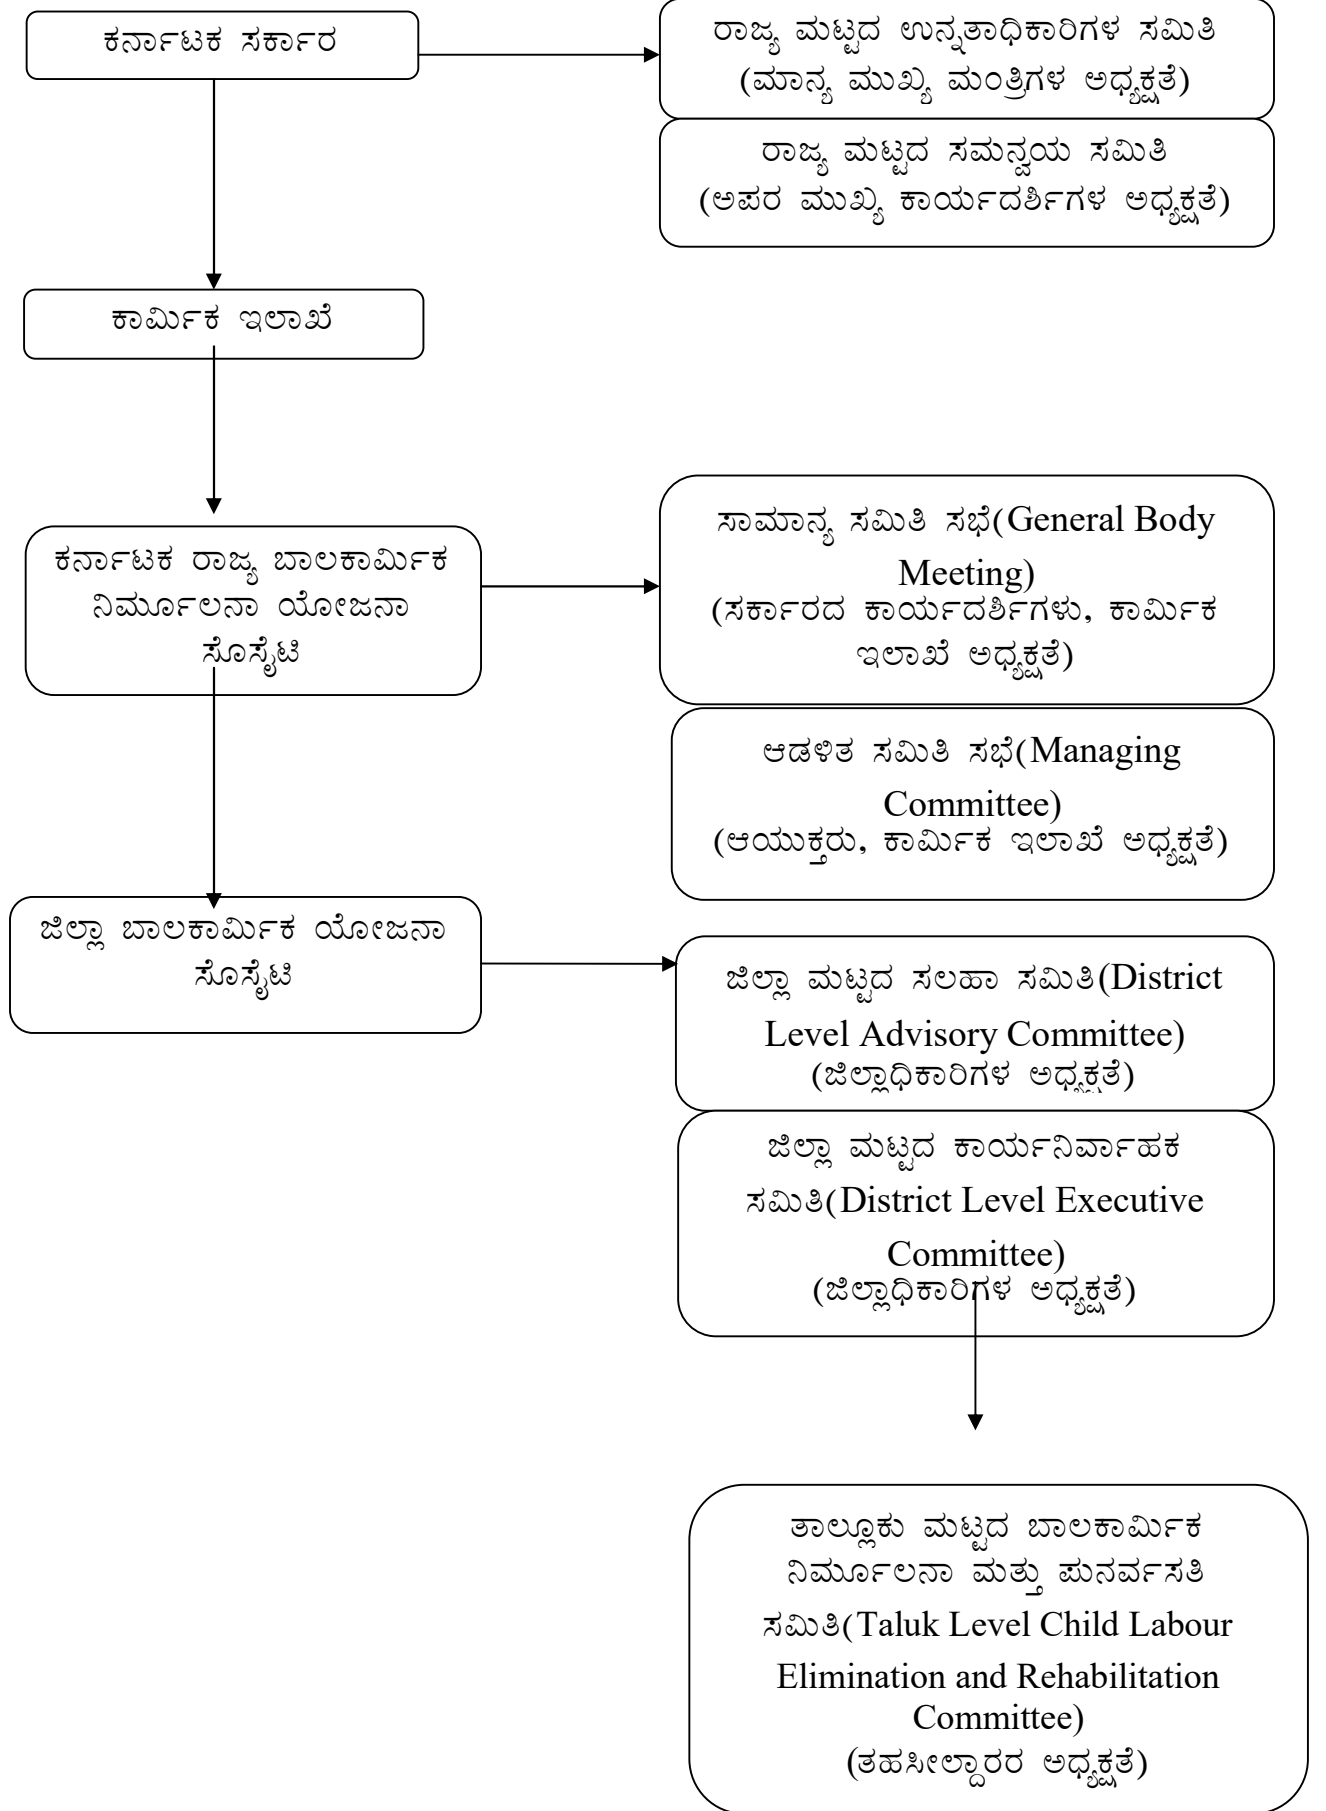 ಕರ್ನಾಟಕ ಸರ್ಕಾರ
ರಾಜ್ಯ ಮಟ್ಟದ ಉನ್ನತಾಧಿಕಾರಿಗಳ ಸಮಿತಿ
(ಮಾನ್ಯ ಮುಖ್ಯ ಮಂತ್ರಿಗಳ ಅಧ್ಯಕ್ಷತೆ)
ರಾಜ್ಯ ಮಟ್ಟದ ಸಮನ್ವಯ ಸಮಿತಿ
(ಅಪರ ಮುಖ್ಯ ಕಾರ್ಯದರ್ಶಿಗಳ ಅಧ್ಯಕ್ಷತೆ)
ಕಾರ್ಮಿಕ ಇಲಾಖೆ
ಕರ್ನಾಟಕ ರಾಜ್ಯ ಬಾಲಕಾರ್ಮಿಕ
ನಿರ್ಮೂಲನಾ ಯೋಜನಾ
ಸೊಸೈಟಿ
ಸಾಮಾನ್ಯ ಸಮಿತಿ ಸಭೆ(General Body
Meeting)
(ಸರ್ಕಾರದ ಕಾರ್ಯದರ್ಶಿಗಳು, ಕಾರ್ಮಿಕ
ಇಲಾಖೆ ಅಧ್ಯಕ್ಷತೆ)
ಆಡಳಿತ ಸಮಿತಿ ಸಭೆ(Managing
Committee)
(ಆಯುಕ್ತರು, ಕಾರ್ಮಿಕ ಇಲಾಖೆ ಅಧ್ಯಕ್ಷತೆ)
ಜಿಲ್ಲಾ ಬಾಲಕಾರ್ಮಿಕ ಯೋಜನಾ
ಸೊಸೈಟಿ
ಜಿಲ್ಲಾ ಮಟ್ಟದ ಸಲಹಾ ಸಮಿತಿ(District
Level Advisory Committee)
(ಜಿಲ್ಲಾಧಿಕಾರಿಗಳ ಅಧ್ಯಕ್ಷತೆ)
ಜಿಲ್ಲಾ ಮಟ್ಟದ ಕಾರ್ಯನಿರ್ವಾಹಕ
ಸಮಿತಿ(District Level Executive
Committee)
(ಜಿಲ್ಲಾಧಿಕಾರಿಗಳ ಅಧ್ಯಕ್ಷತೆ)
ತಾಲ್ಲೂಕು ಮಟ್ಟದ ಬಾಲಕಾರ್ಮಿಕ
ನಿರ್ಮೂಲನಾ ಮತ್ತು ಪುನರ್ವಸತಿ
ಸಮಿತಿ(Taluk Level Child Labour
Elimination and Rehabilitation
Committee)
(ತಹಸೀಲ್ದಾರರ ಅಧ್ಯಕ್ಷತೆ)